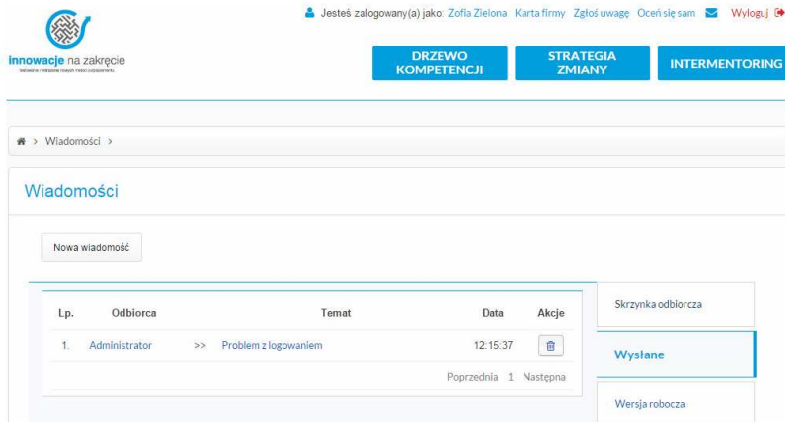 Jesteś zalogowany(a) jako: Zofia Zielona Karta firmy Zgłoś uwagę Oceń się sam Wyloguj
innowacje na zakręcie
DRZEWO KOMPETENCJI
STRATEGIA ZMIANY
INTERMENTORING
> Wiadomości >
Wiadomości
Nowa wiadomość
Lp. Odbiorca Temat Data Akcje
1. Administrator >> Problem z logowaniem 12:15:37
Poprzednia 1 Następna
Skrzynka odbiorcza
Wysłane
Wersja robocza